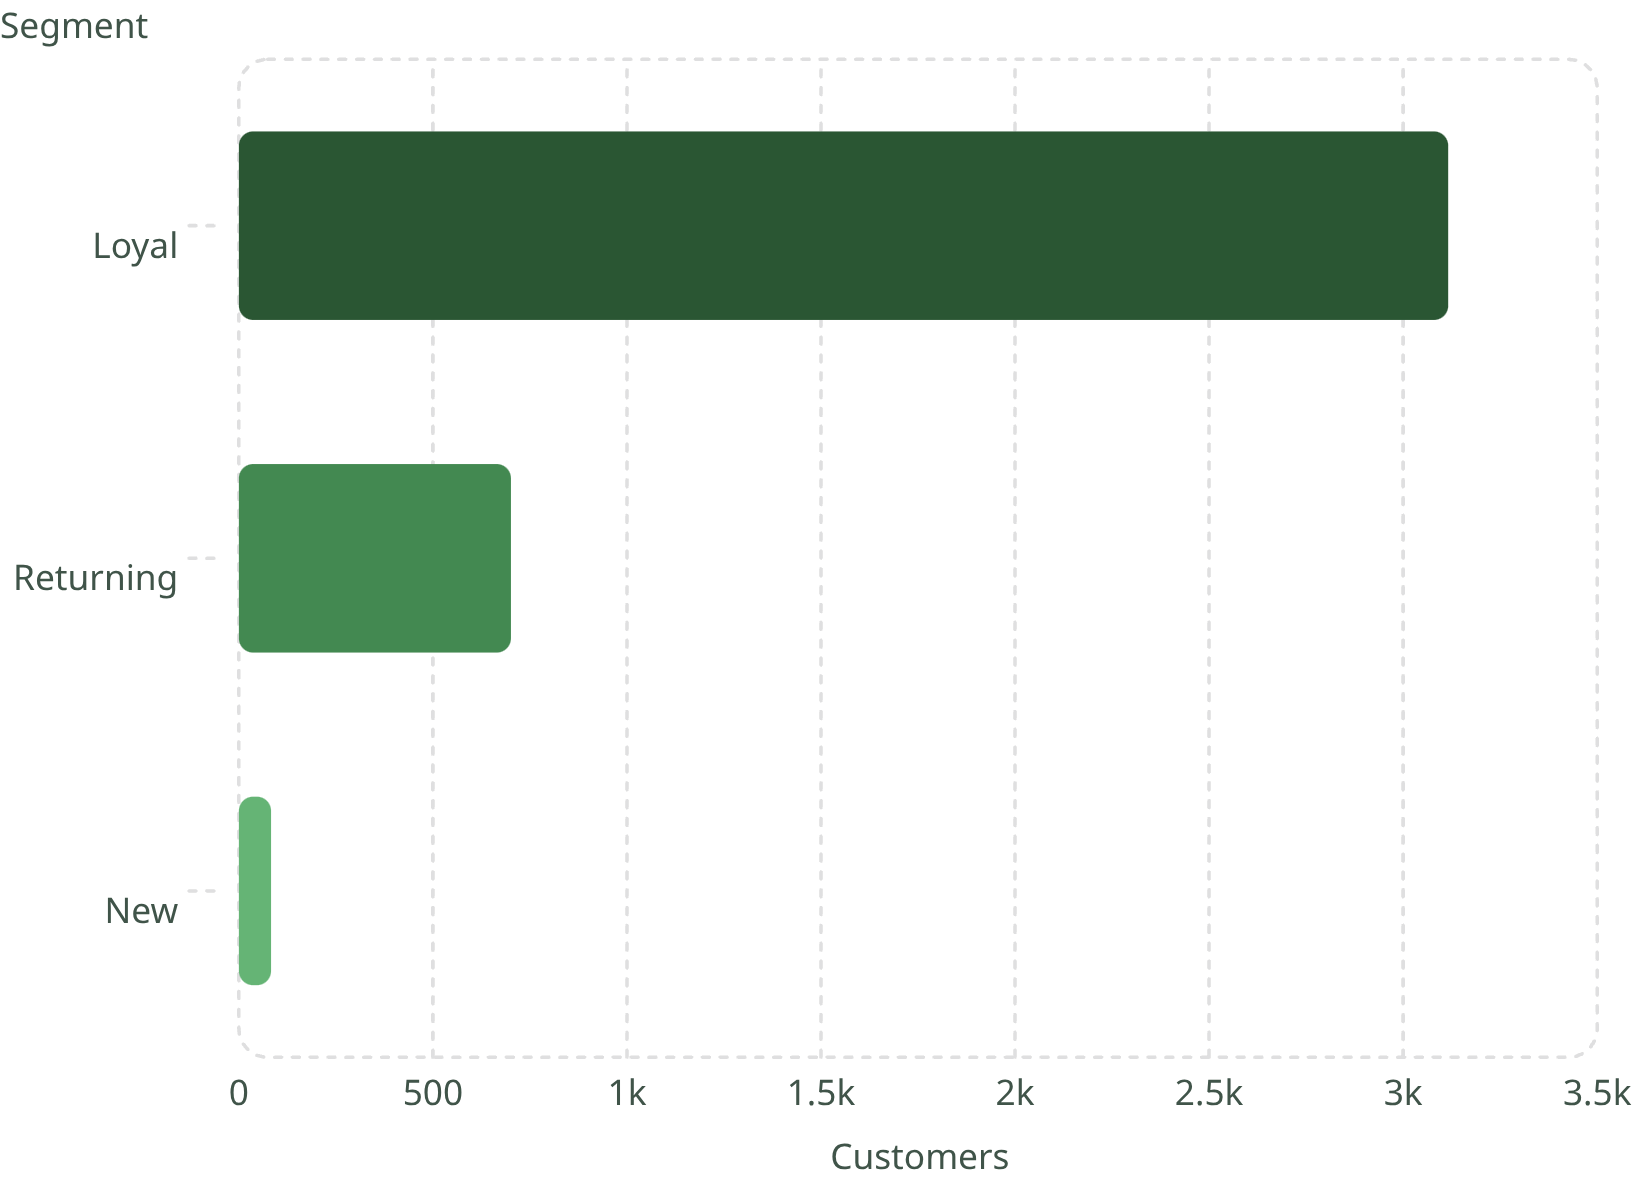 Segment
Loyal
Returning
New
0 500 1k 1.5k 2k 2.5k 3k 3.5k
Customers